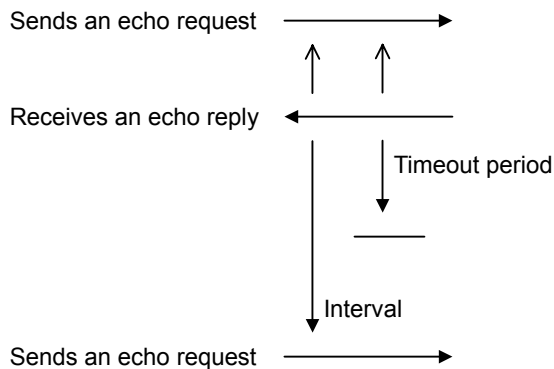 Sends an echo request
Receives an echo reply
Timeout period
Interval
Sends an echo request